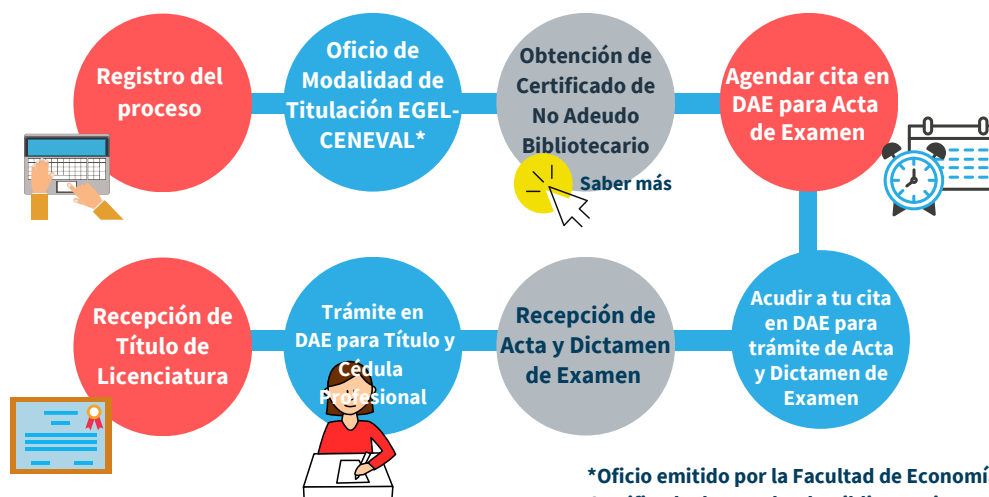 Registro del
proceso
Oficio de
Modalidad de
Titulación EGEL-
CENEVAL*
Obtención de
Certificado de
No Adeudo
Bibliotecario
Saber más
Agendar cita en
DAE para Acta
de Examen
Acudir a tu cita
en DAE para
trámite de Acta
y Dictamen de
Examen
Recepción de
Acta y Dictamen
de Examen
Trámite en
DAE para Título y
Cédula
Profesional
Recepción de
Título de
Licenciatura
*Oficio emitido por la Facultad de Economí